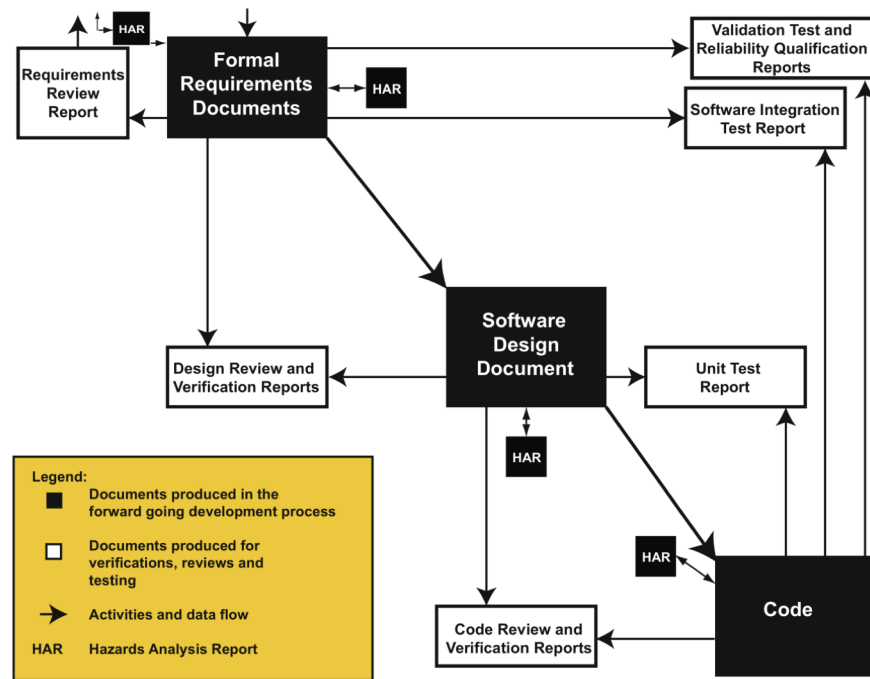 HAR
Requirements
Review
Report
Formal
Requirements
Documents
HAR
Validation Test and
Reliability Qualification
Reports
Software Integration
Test Report
Software
Design
Document
Design Review and
Verification Reports
Unit Test
Report
HAR
HAR
Code
Code Review and
Verification Reports
Legend:
Documents produced in the
forward going development process
Documents produced for
verifications, reviews and
testing
Activities and data flow
HAR Hazards Analysis Report